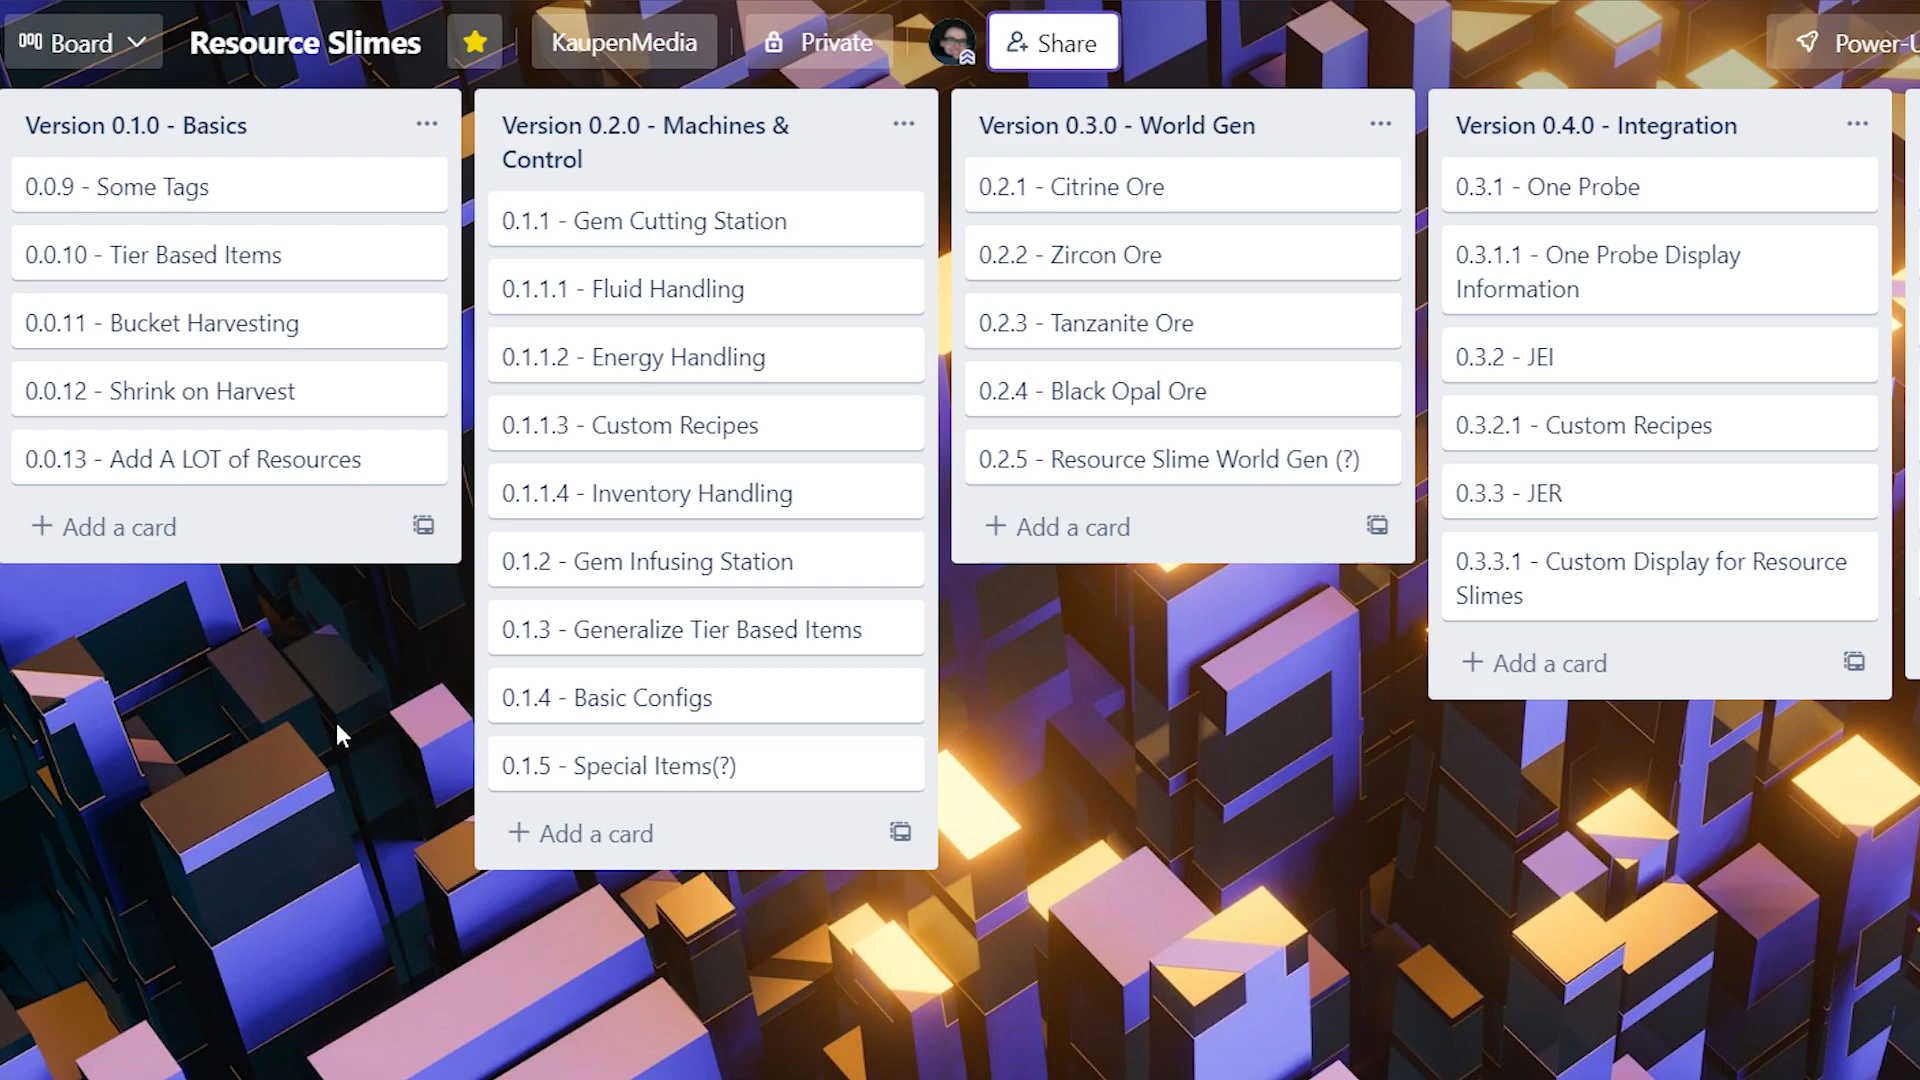 Board
Resource Slimes
KaupenMedia
Private
Share
Power-U
Version 0.1.0 - Basics
0.0.9 - Some Tags
0.0.10 - Tier Based Items
0.0.11 - Bucket Harvesting
0.0.12 - Shrink on Harvest
0.0.13 - Add A LOT of Resources
Add a card
Version 0.2.0 - Machines &
Control
0.1.1 - Gem Cutting Station
0.1.1.1 - Fluid Handling
0.1.1.2 - Energy Handling
0.1.1.3 - Custom Recipes
0.1.1.4 - Inventory Handling
0.1.2 - Gem Infusing Station
0.1.3 - Generalize Tier Based Items
0.1.4 - Basic Configs
0.1.5 - Special Items(?)
Add a card
Version 0.3.0 - World Gen
0.2.1 - Citrine Ore
0.2.2 - Zircon Ore
0.2.3 - Tanzanite Ore
0.2.4 - Black Opal Ore
0.2.5 - Resource Slime World Gen (?)
Add a card
Version 0.4.0 - Integration
0.3.1 - One Probe
0.3.1.1 - One Probe Display
Information
0.3.2 - JEI
0.3.2.1 - Custom Recipes
0.3.3 - JER
0.3.3.1 - Custom Display for Resource
Slimes
Add a card